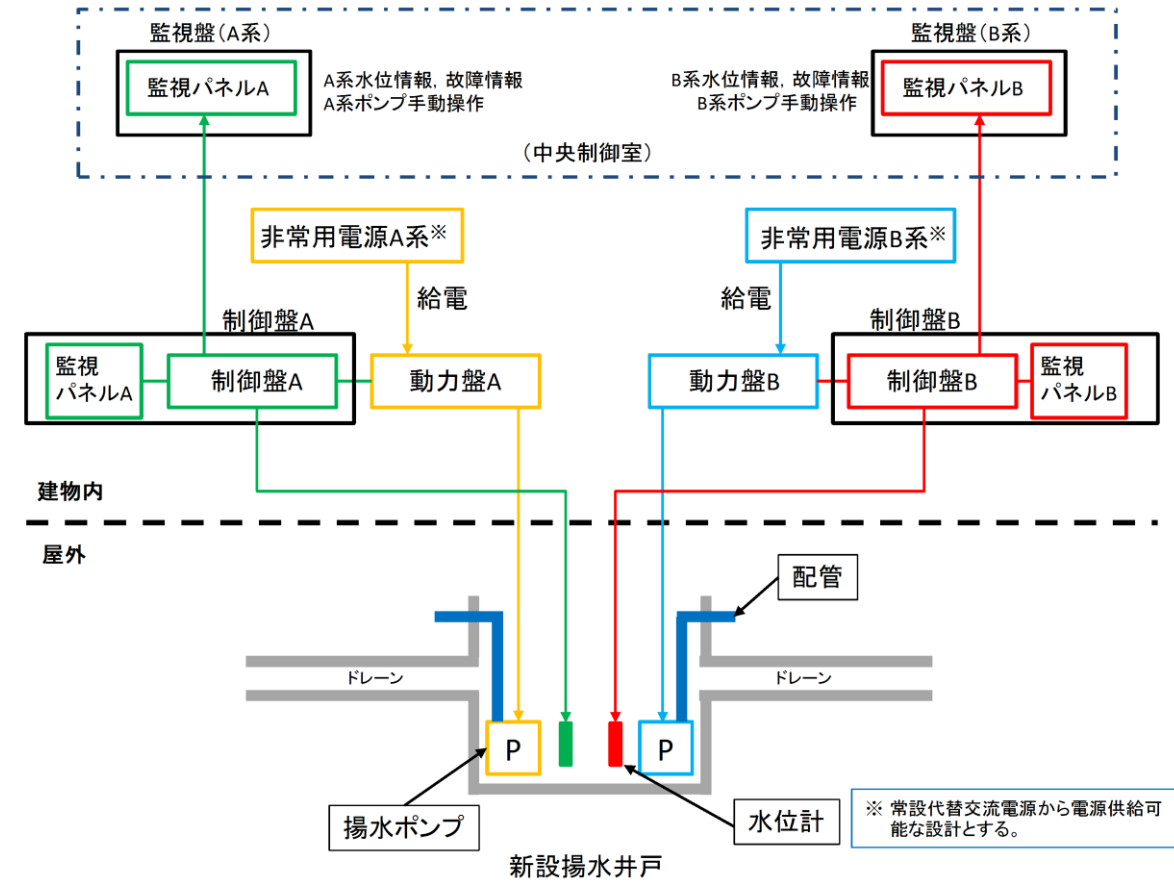 監視盤(A系)
監視盤(B系)
監視パネルA
A系水位情報, 故障情報
A系ポンプ手動操作
B系水位情報, 故障情報
B系ポンプ手動操作
監視パネルB
(中央制御室)
非常用電源A系※
非常用電源B系※
給電
給電
制御盤A
制御盤B
監視
パネルA
制御盤A
動力盤A
動力盤B
制御盤B
監視
パネルB
建物内
屋外
配管
ドレーン
ドレーン
P
P
揚水ポンプ
水位計
※ 常設代替交流電源から電源供給可
能な設計とする。
新設揚水井戸